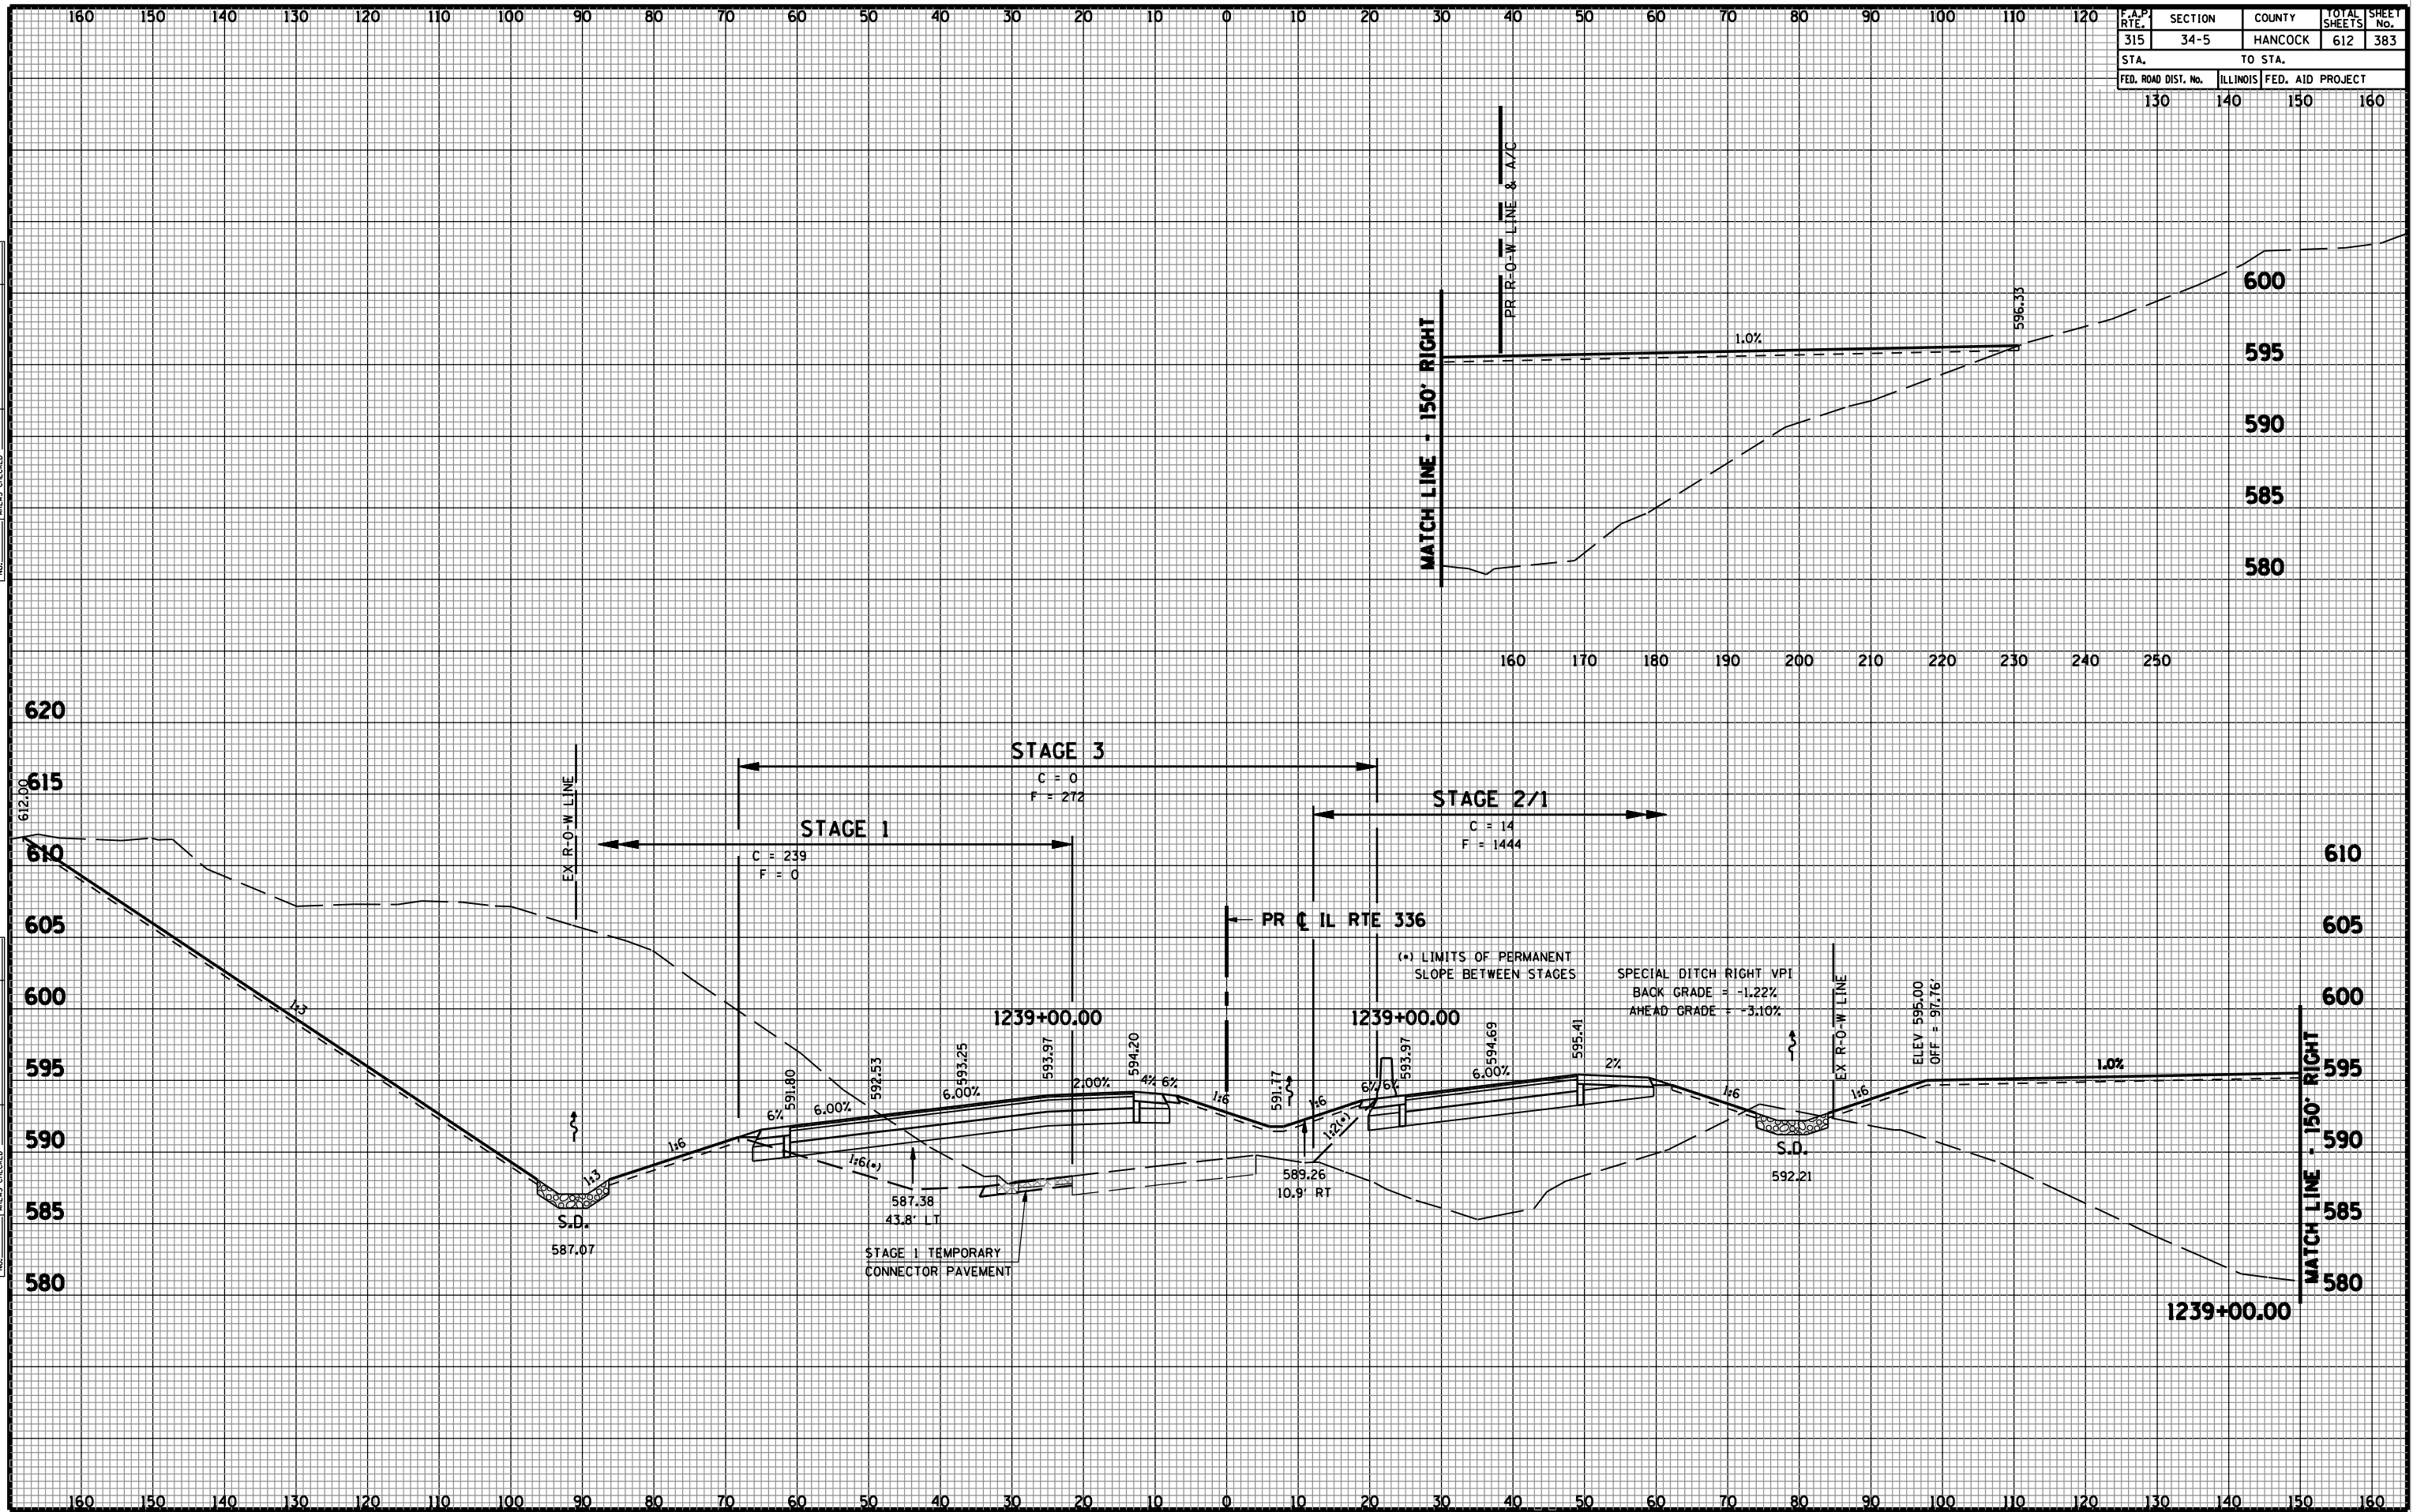 160 150 140 130 120 110 100 90 80 70 60 50 40 30 20 10 0 10 20 30 40 50 60 70 80 90 100 110 120
F.A.P. RTE. SECTION COUNTY TOTAL SHEETS SHEET No.
315 34-5 HANCOCK 612 383
STA. TO STA.
FED. ROAD DIST. No. ILLINOIS FED. AID PROJECT
130 140 150 160
PR R-O-W LINE & A/C
MATCH LINE - 150' RIGHT
1.0%
596.33
600
595
590
585
580
160 170 180 190 200 210 220 230 240 250
620
615
610
605
600
595
590
585
580
612.00
EX R-O-W LINE
STAGE 3
C = 0
F = 272
STAGE 1
C = 239
F = 0
STAGE 2/1
C = 14
F = 1444
PR ℄ IL RTE 336
(•) LIMITS OF PERMANENT
SLOPE BETWEEN STAGES
SPECIAL DITCH RIGHT VPI
BACK GRADE = -1.22%
AHEAD GRADE = -3.10%
1239+00.00
1239+00.00
1:3
1:3
S.D.
587.07
1:6
6%
591.80
6.00%
592.53
6.00%
593.25
593.97
2.00%
594.20
4%
6%
1:6
1:6(•)
587.38
43.8' LT
STAGE 1 TEMPORARY
CONNECTOR PAVEMENT
591.77
1:6
1:2(•)
589.26
10.9' RT
6%
6%
593.97
6.00%
594.69
595.41
2%
1:6
S.D.
592.21
EX R-O-W LINE
1:6
ELEV 595.00
OFF = 97.76'
1.0%
MATCH LINE - 150' RIGHT
610
605
600
595
590
585
580
1239+00.00
160 150 140 130 120 110 100 90 80 70 60 50 40 30 20 10 0 10 20 30 40 50 60 70 80 90 100 110 120 130 140 150 160